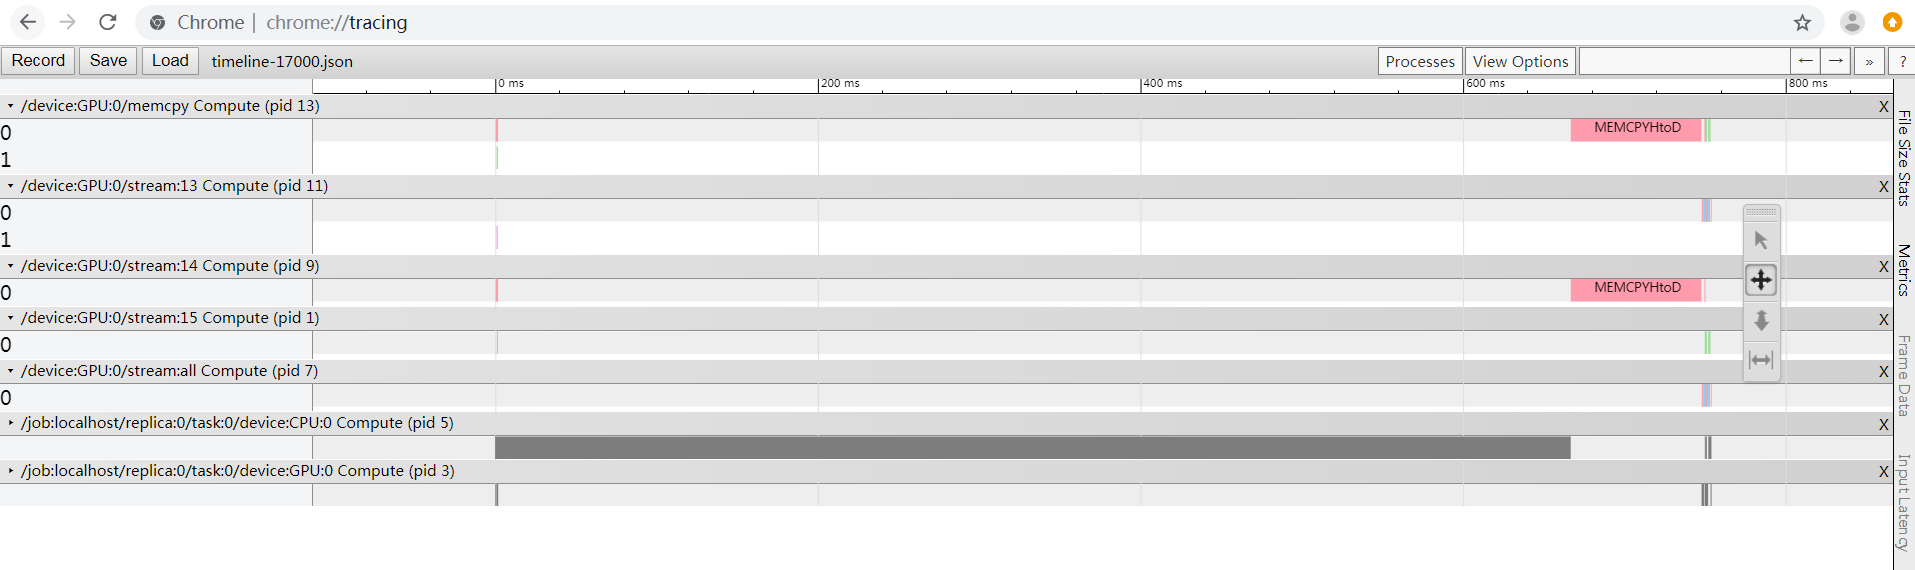 Chrome | chrome://tracing
Record Save Load timeline-17000.json Processes View Options ← → » ?
0 ms 200 ms 400 ms 600 ms 800 ms
/device:GPU:0/memcpy Compute (pid 13) X
0 MEMCPYHtoD
1
/device:GPU:0/stream:13 Compute (pid 11) X
0
1
/device:GPU:0/stream:14 Compute (pid 9) X
0 MEMCPYHtoD
/device:GPU:0/stream:15 Compute (pid 1) X
0
/device:GPU:0/stream:all Compute (pid 7) X
0
/job:localhost/replica:0/task:0/device:CPU:0 Compute (pid 5) X
/job:localhost/replica:0/task:0/device:GPU:0 Compute (pid 3) X
File Size Stats
Metrics
Frame Data
Input Latency